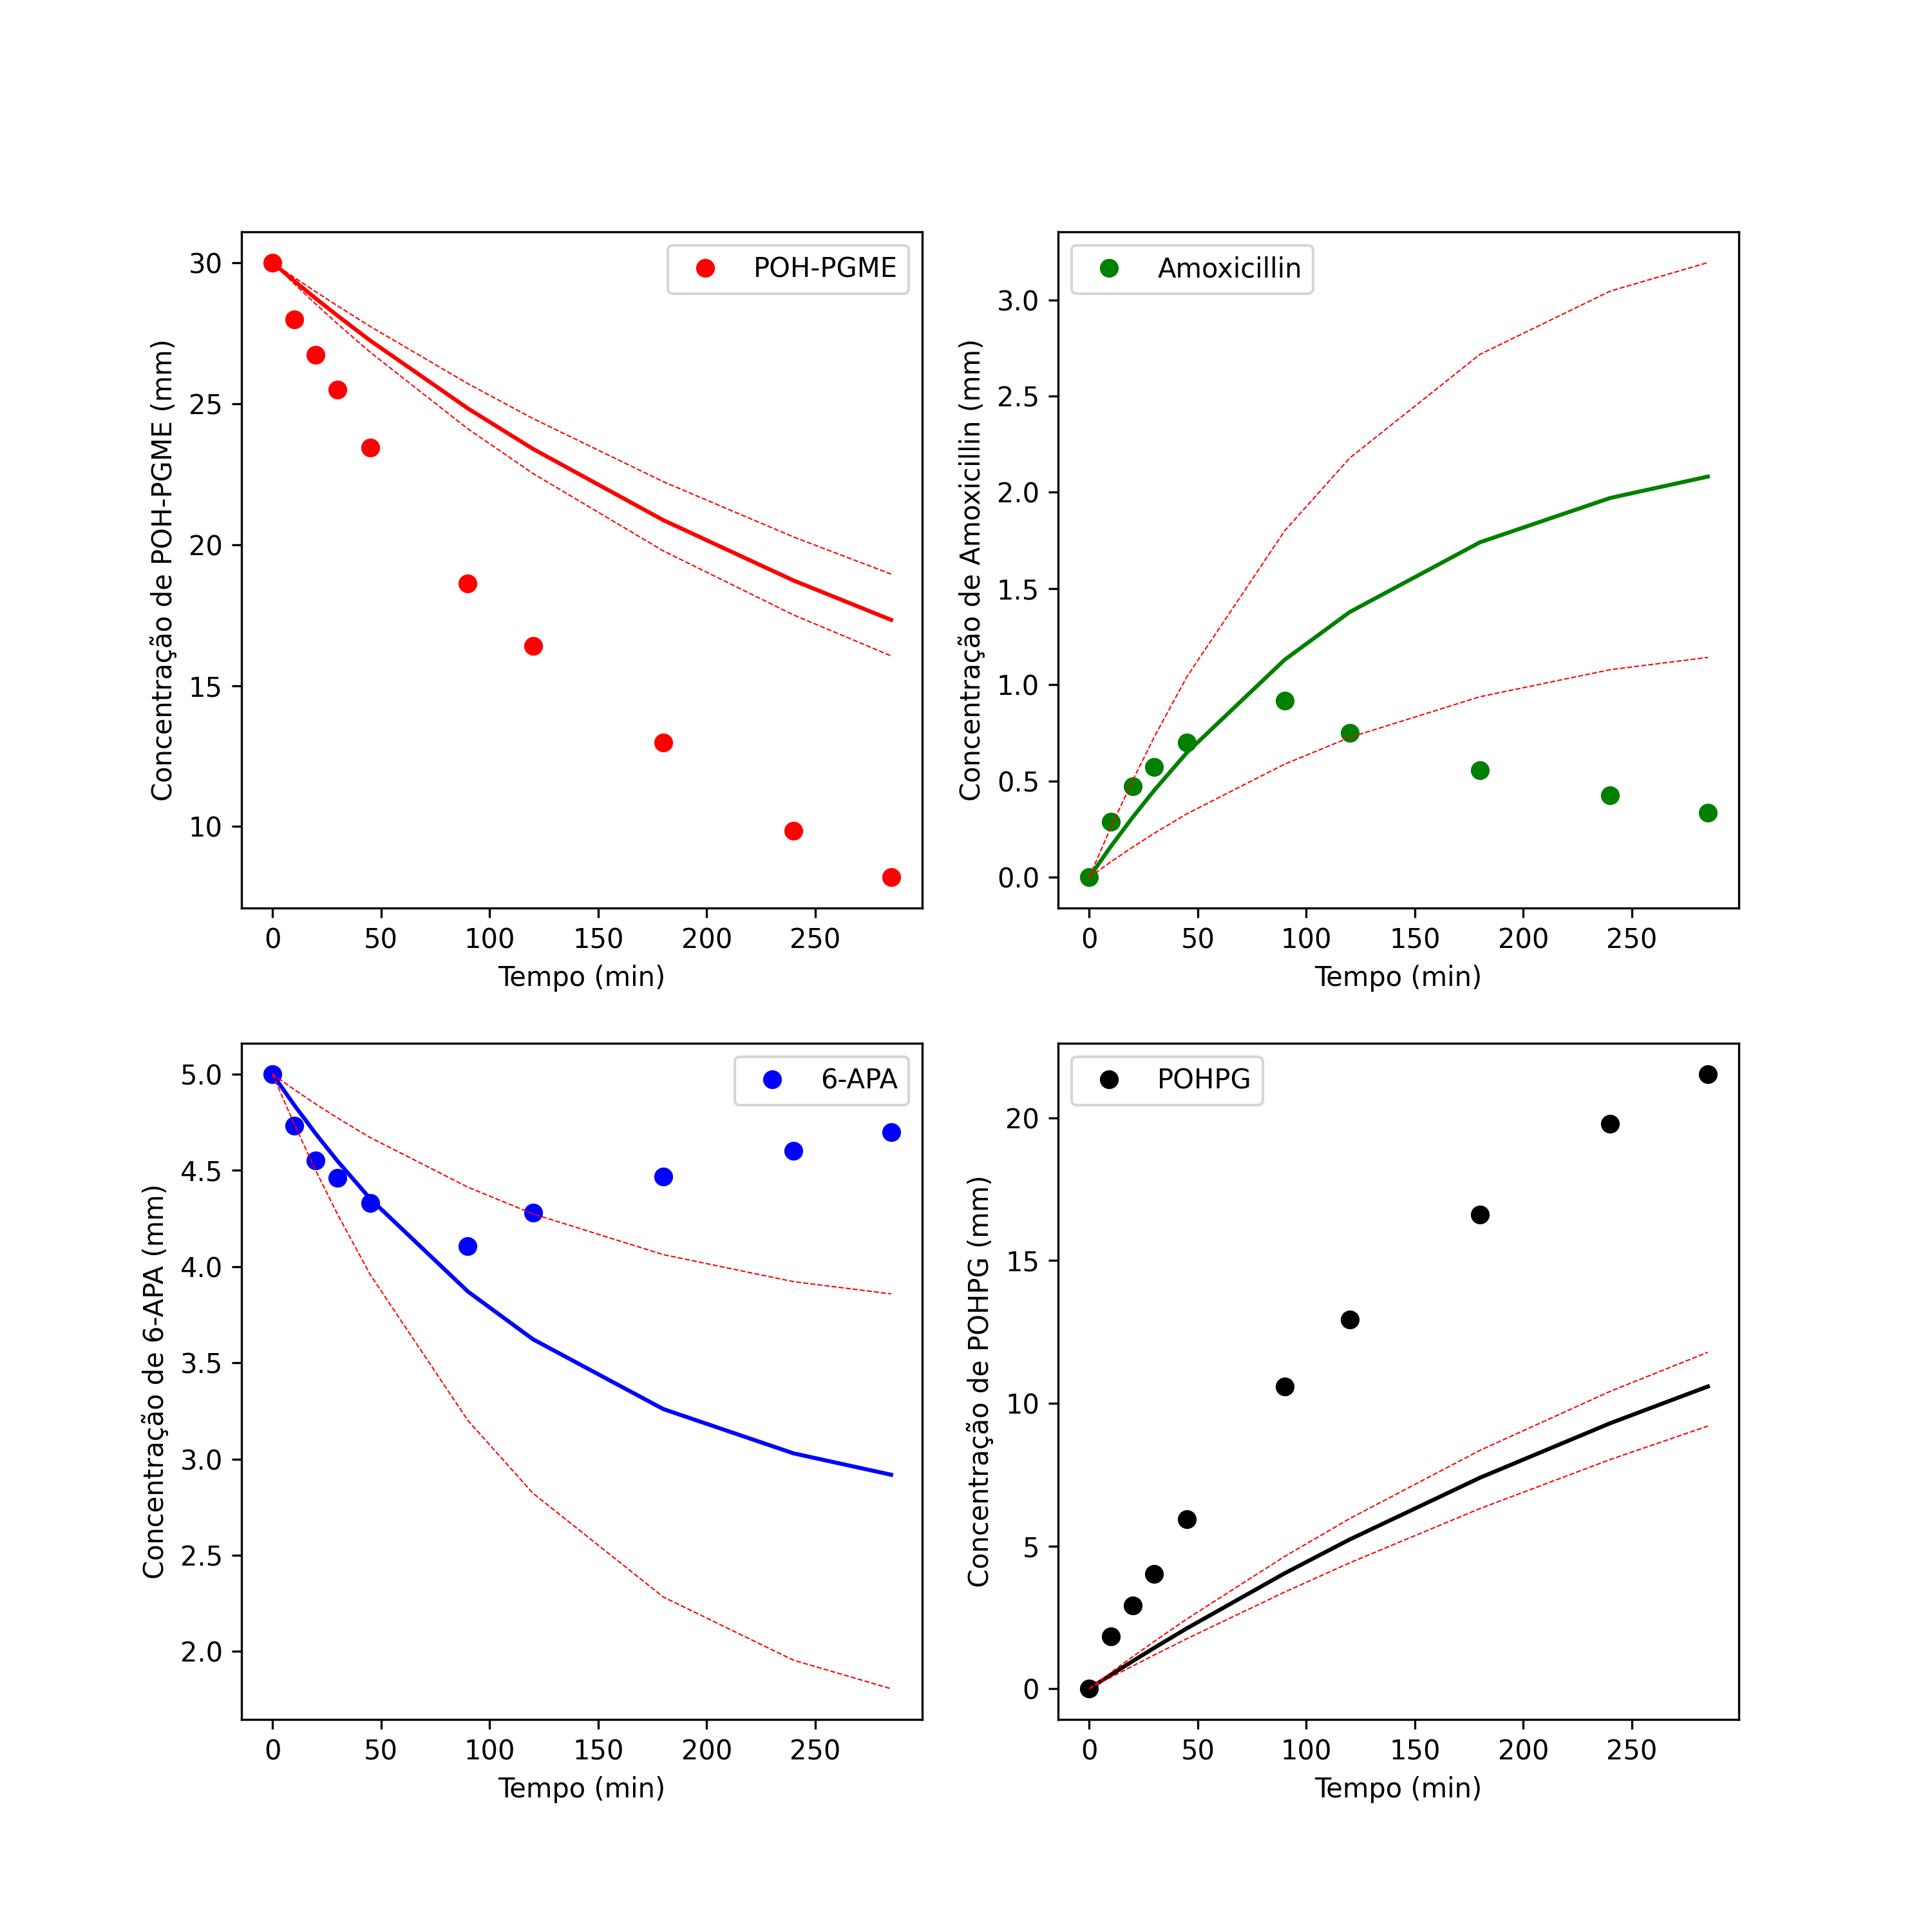 POH-PGME
Concentração de POH-PGME (mm)
30
25
20
15
10
0 50 100 150 200 250
Tempo (min)
Amoxicillin
Concentração de Amoxicillin (mm)
3.0
2.5
2.0
1.5
1.0
0.5
0.0
0 50 100 150 200 250
Tempo (min)
6-APA
Concentração de 6-APA (mm)
5.0
4.5
4.0
3.5
3.0
2.5
2.0
0 50 100 150 200 250
Tempo (min)
POHPG
Concentração de POHPG (mm)
20
15
10
5
0
0 50 100 150 200 250
Tempo (min)